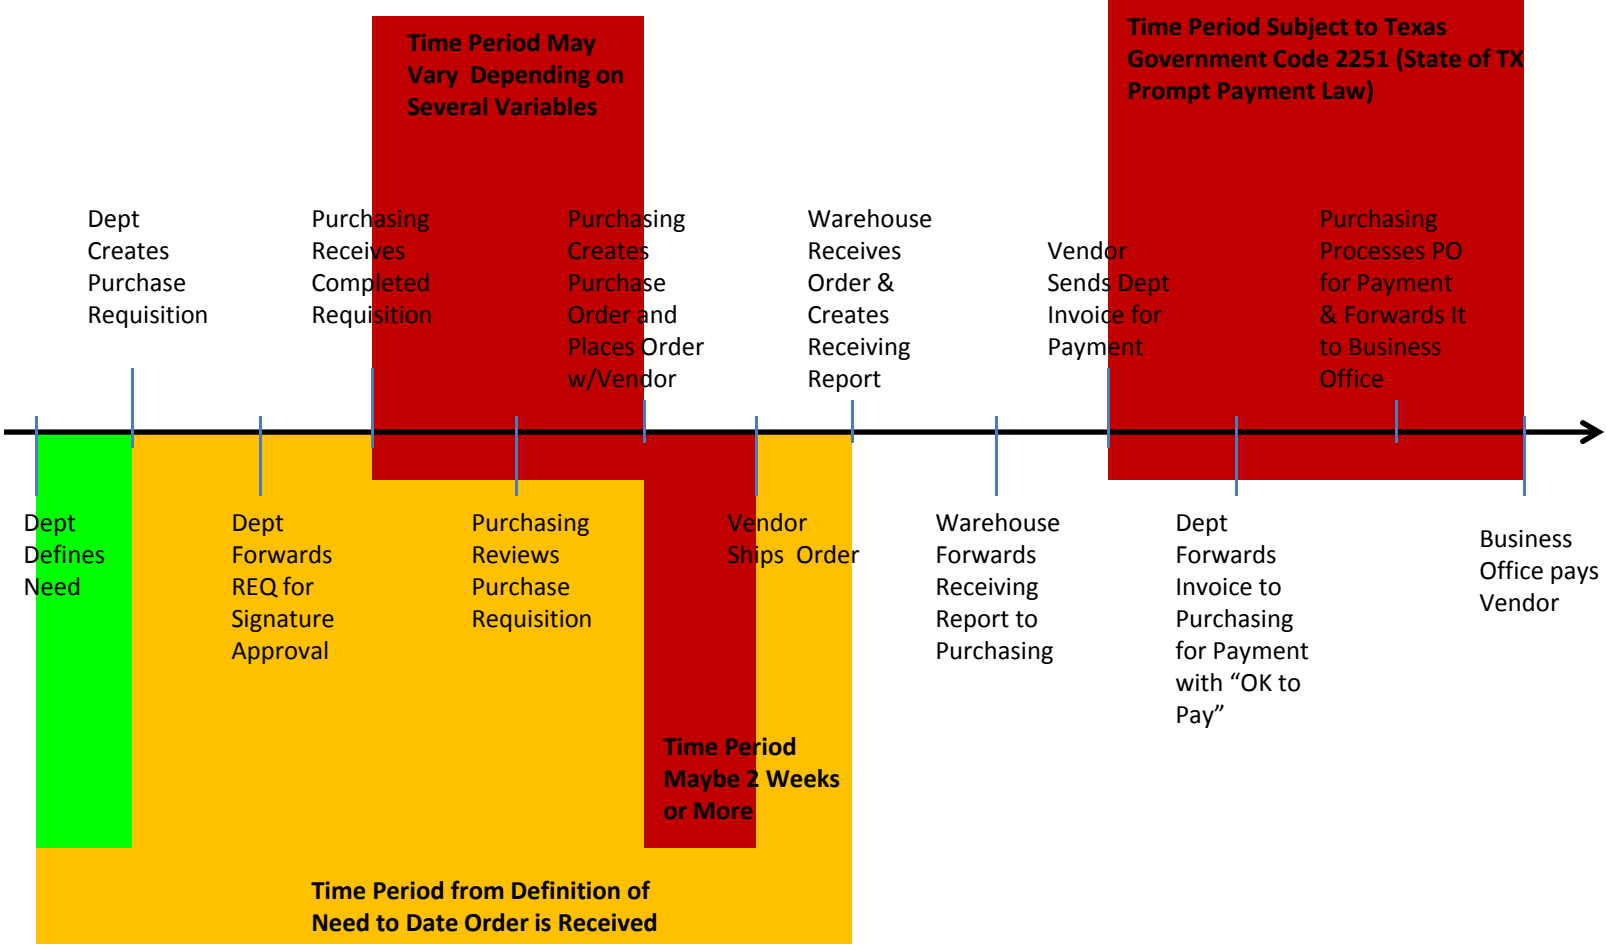 Time Period May
Vary Depending on
Several Variables
Time Period Subject to Texas
Government Code 2251 (State of TX
Prompt Payment Law)
Dept
Creates
Purchase
Requisition
Purchasing
Receives
Completed
Requisition
Purchasing
Creates
Purchase
Order and
Places Order
w/Vendor
Warehouse
Receives
Order &
Creates
Receiving
Report
Vendor
Sends Dept
Invoice for
Payment
Purchasing
Processes PO
for Payment
& Forwards It
to Business
Office
Dept
Defines
Need
Dept
Forwards
REQ for
Signature
Approval
Purchasing
Reviews
Purchase
Requisition
Vendor
Ships Order
Warehouse
Forwards
Receiving
Report to
Purchasing
Dept
Forwards
Invoice to
Purchasing
for Payment
with “OK to
Pay”
Business
Office pays
Vendor
Time Period
Maybe 2 Weeks
or More
Time Period from Definition of
Need to Date Order is Received